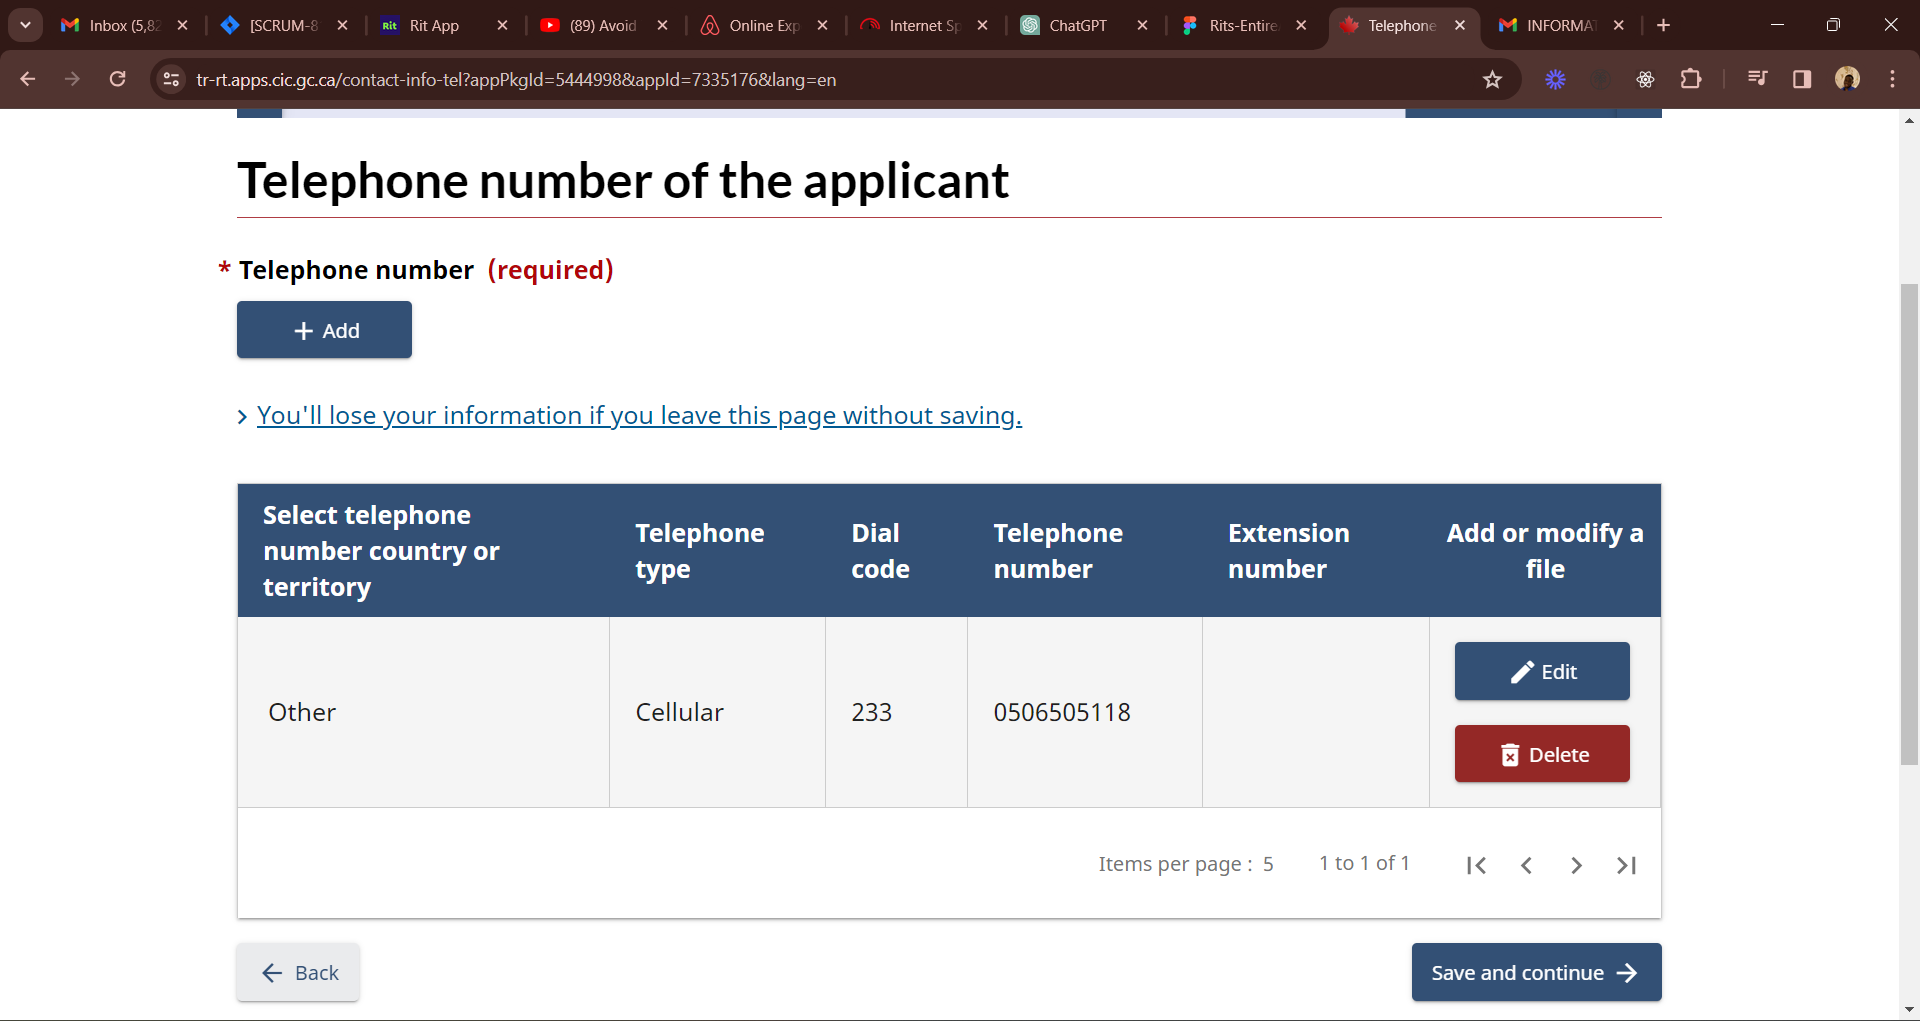 Inbox (5,82
[SCRUM-8
Rit
Rit App
(89) Avoid
Online Exp
Internet Sp
ChatGPT
Rits-Entire
Telephone
INFORMA
tr-rt.apps.cic.gc.ca/contact-info-tel?appPkgId=5444998&appId=7335176&lang=en
Telephone number of the applicant
* Telephone number (required)
+ Add
> You'll lose your information if you leave this page without saving.
Select telephone number country or territory
Telephone type
Dial code
Telephone number
Extension number
Add or modify a file
Other
Cellular
233
0506505118
Edit
Delete
Items per page : 5
1 to 1 of 1
Back
Save and continue